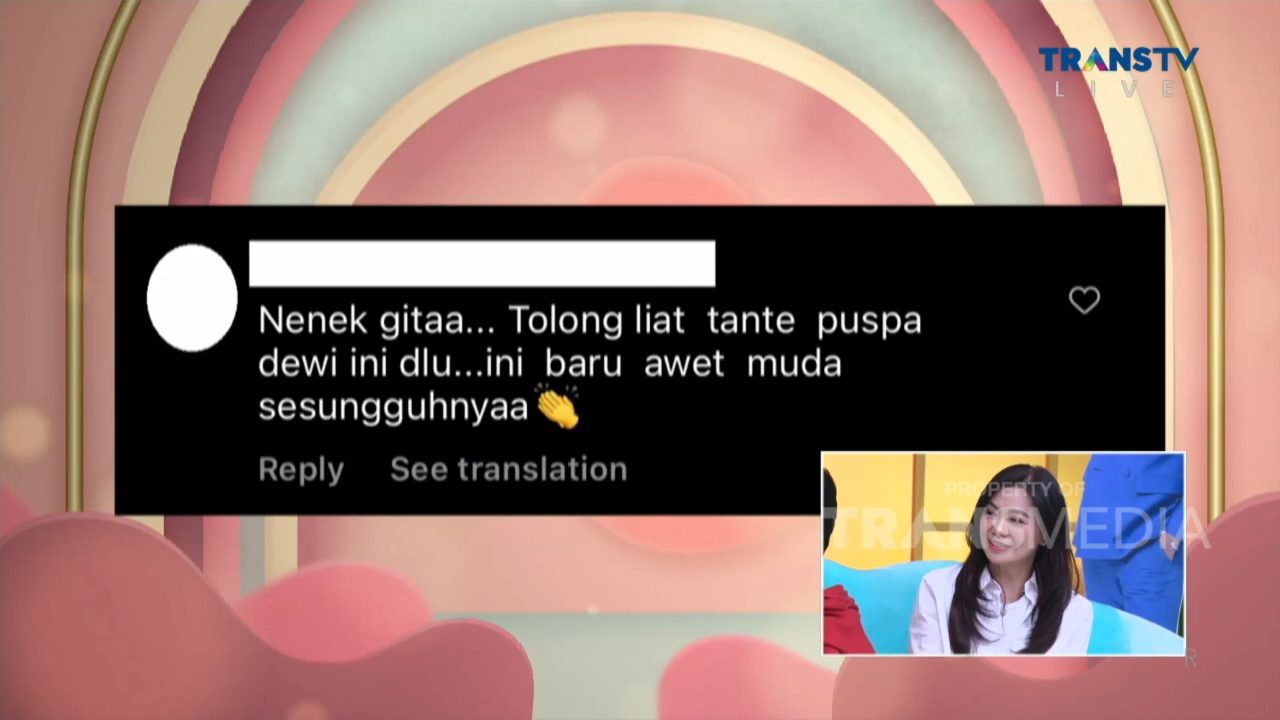 TRANSTV
LIVE
Nenek gitaa... Tolong liat tante puspa
dewi ini dlu...ini baru awet muda
sesungguhnyaa👏
Reply See translation
PROPERTY OF
TRANSMEDIA
R